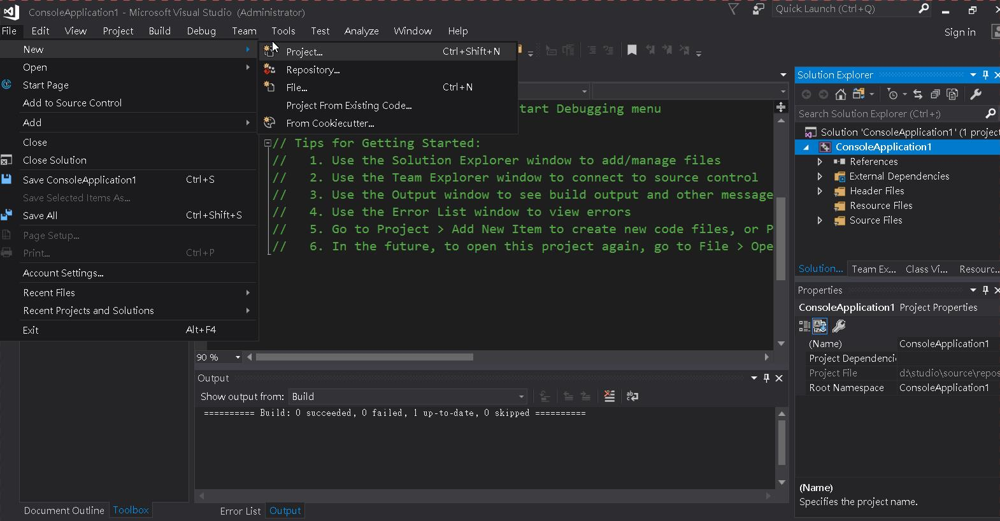 ConsoleApplication1 - Microsoft Visual Studio (Administrator)
Quick Launch (Ctrl+Q)
File Edit View Project Build Debug Team Tools Test Analyze Window Help
Sign in
New
Open
Start Page
Add to Source Control
Add
Close
Close Solution
Save ConsoleApplication1 Ctrl+S
Save Selected Items As...
Save All Ctrl+Shift+S
Page Setup...
Print... Ctrl+P
Account Settings...
Recent Files
Recent Projects and Solutions
Exit Alt+F4
Project... Ctrl+Shift+N
Repository...
File... Ctrl+N
Project From Existing Code...
From Cookiecutter...
tart Debugging menu
// Tips for Getting Started:
// 1. Use the Solution Explorer window to add/manage files
// 2. Use the Team Explorer window to connect to source control
// 3. Use the Output window to see build output and other message
// 4. Use the Error List window to view errors
// 5. Go to Project > Add New Item to create new code files, or P
// 6. In the future, to open this project again, go to File > Ope
90 %
Output
Show output from: Build
========== Build: 0 succeeded, 0 failed, 1 up-to-date, 0 skipped ==========
Document Outline Toolbox
Error List Output
Solution Explorer
Search Solution Explorer (Ctrl+;)
Solution 'ConsoleApplication1' (1 project
ConsoleApplication1
References
External Dependencies
Header Files
Resource Files
Source Files
Solution... Team Ex... Class Vi... Resourc...
Properties
ConsoleApplication1 Project Properties
(Name) ConsoleApplication1
Project Dependenci
Project File d:\studio\source\repos
Root Namespace ConsoleApplication1
(Name)
Specifies the project name.